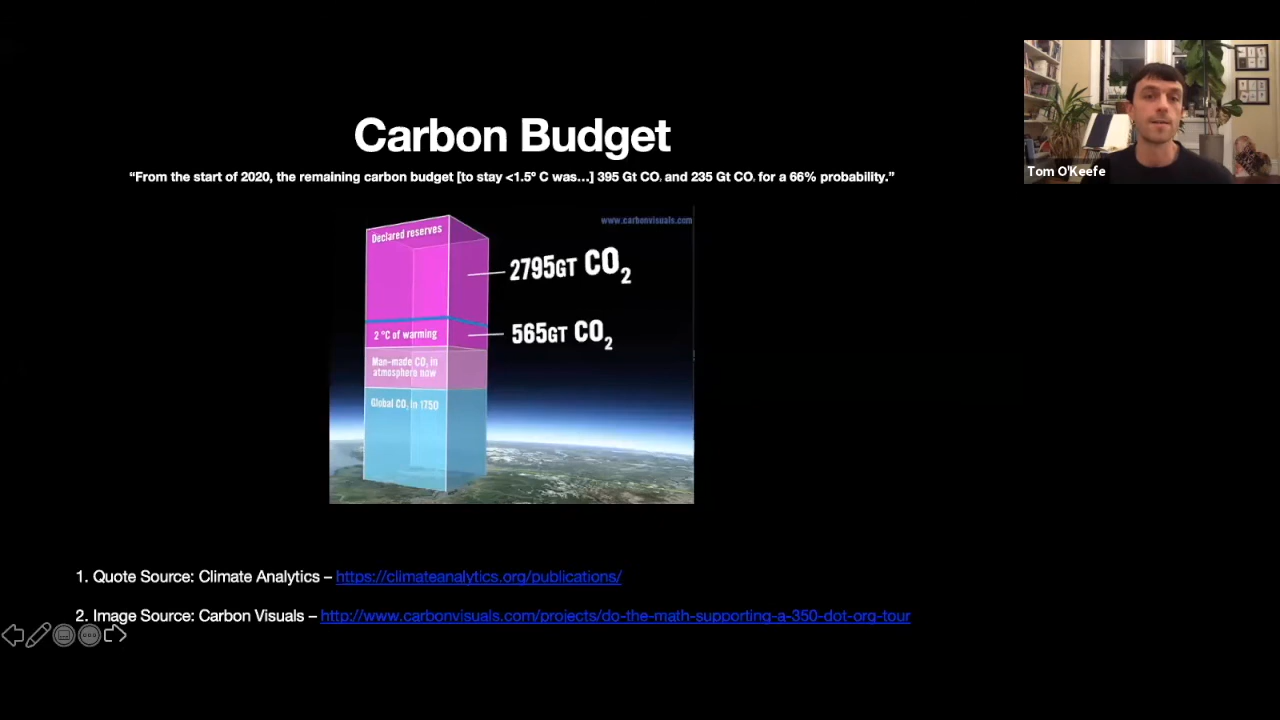 Carbon Budget
“From the start of 2020, the remaining carbon budget [to stay <1.5º C was…] 395 Gt CO, and 235 Gt CO, for a 66% probability.”
www.carbonvisuals.com
Declared reserves
2795GT CO2
2 °C of warming
565GT CO2
Man-made CO2 in
atmosphere now
Global CO2 in 1750
1. Quote Source: Climate Analytics – https://climateanalytics.org/publications/
2. Image Source: Carbon Visuals – http://www.carbonvisuals.com/projects/do-the-math-supporting-a-350-dot-org-tour
Tom O'Keefe